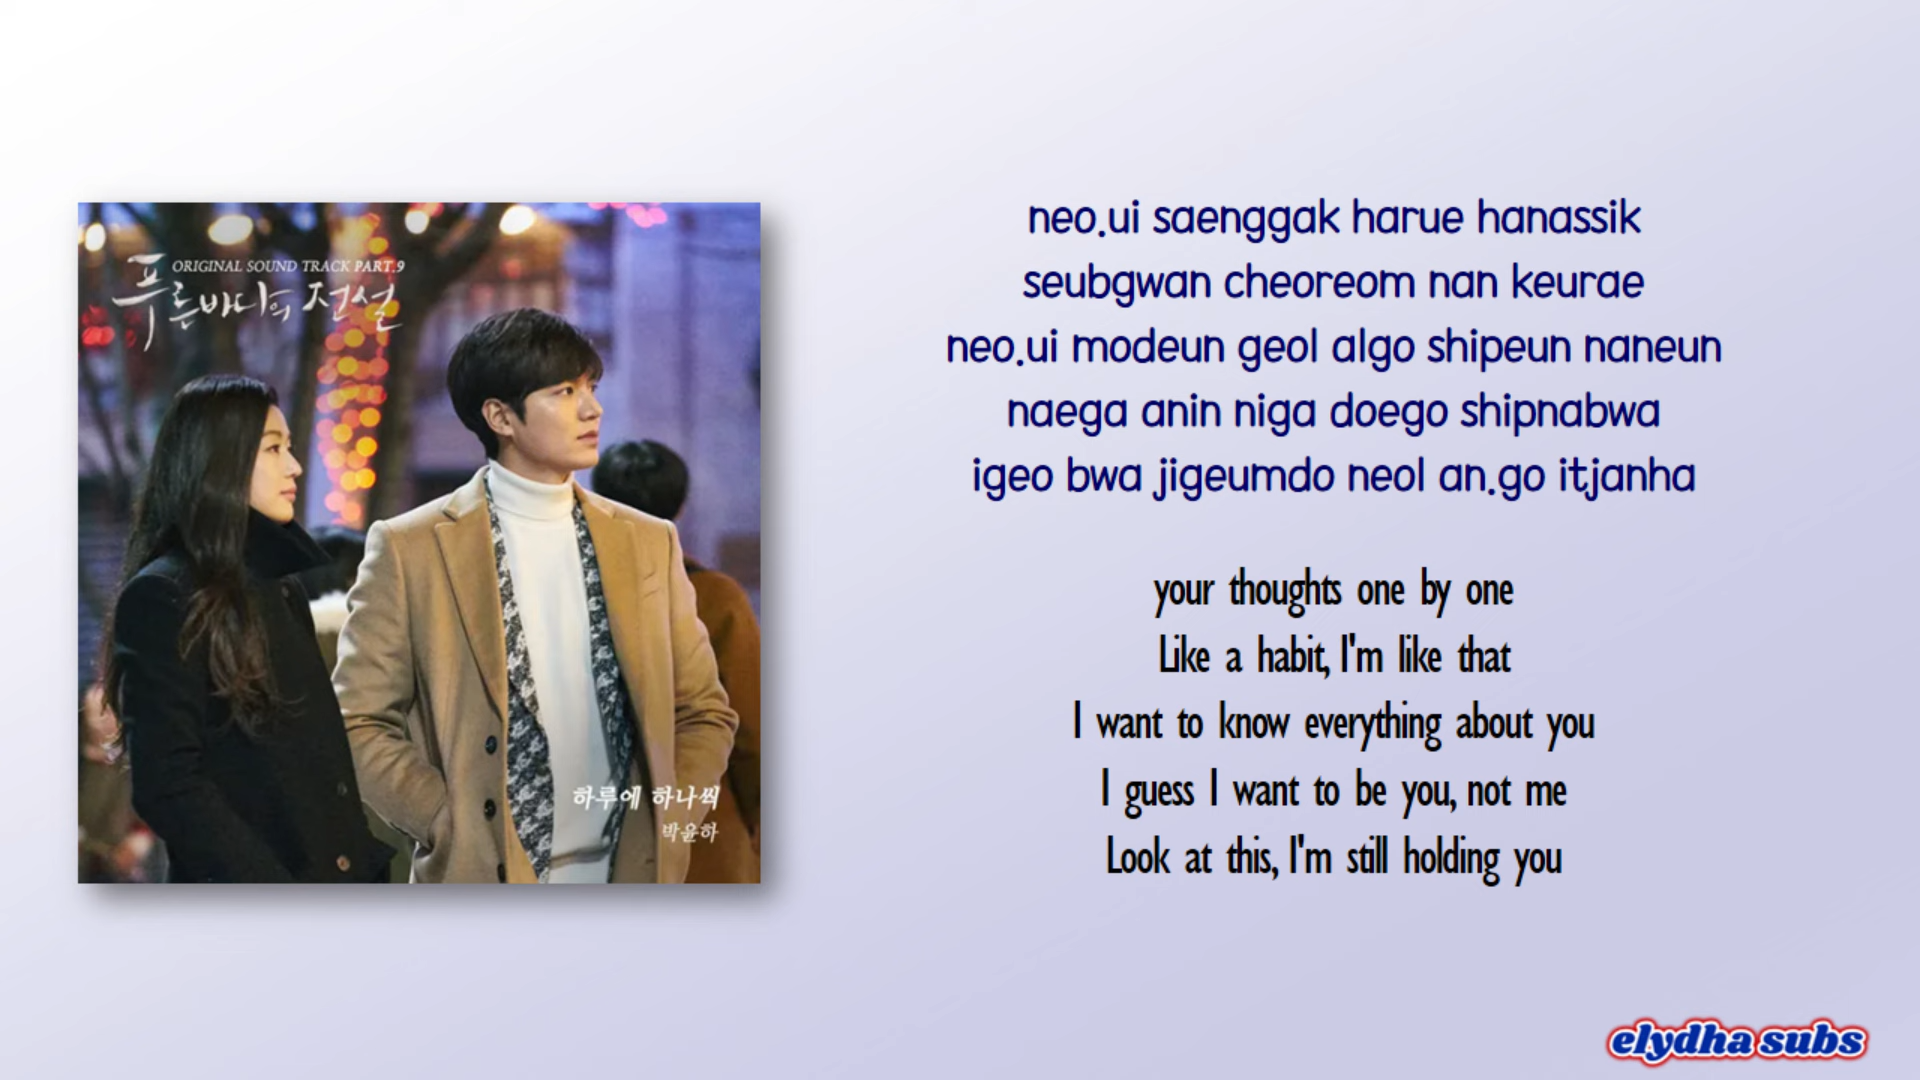 ORIGINAL SOUND TRACK PART.9
푸른 바다의 전설
하루에 하나씩
박윤하
neo.ui saenggak harue hanassik
seubgwan cheoreom nan keurae
neo.ui modeun geol algo shipeun naneun
naega anin niga doego shipnabwa
igeo bwa jigeumdo neol an.go itjanha
your thoughts one by one
Like a habit, I'm like that
I want to know everything about you
I guess I want to be you, not me
Look at this, I'm still holding you
elydha subs